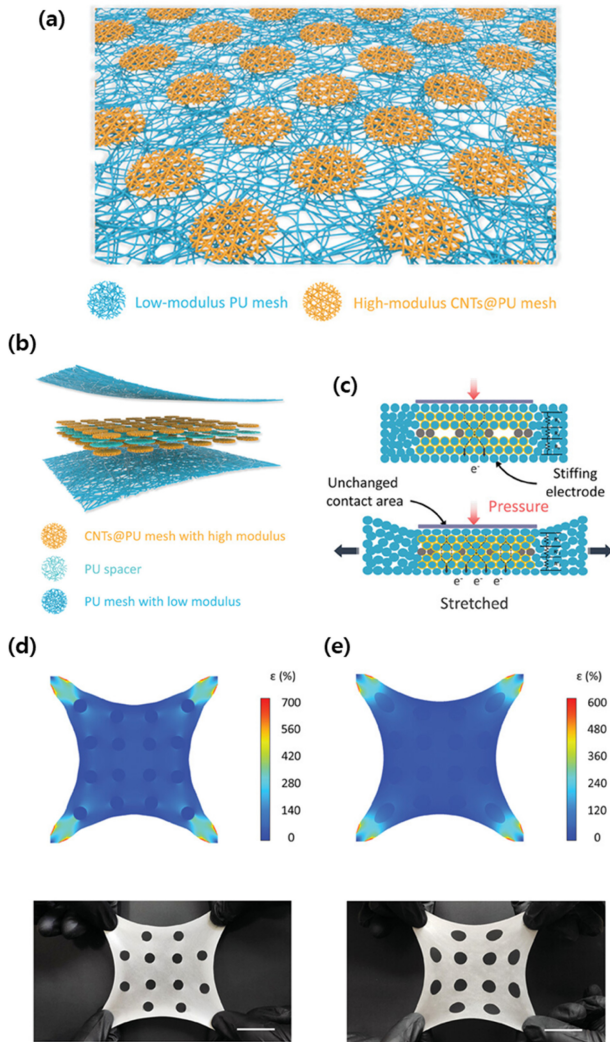 (a)
Low-modulus PU mesh
High-modulus CNTs@PU mesh
(b)
CNTs@PU mesh with high modulus
PU spacer
PU mesh with low modulus
(c)
e-
Unchanged
contact area
Stiffing
electrode
Pressure
e- e- e-
Stretched
(d)
ε (%)
700
560
420
280
140
0
(e)
ε (%)
600
480
360
240
120
0